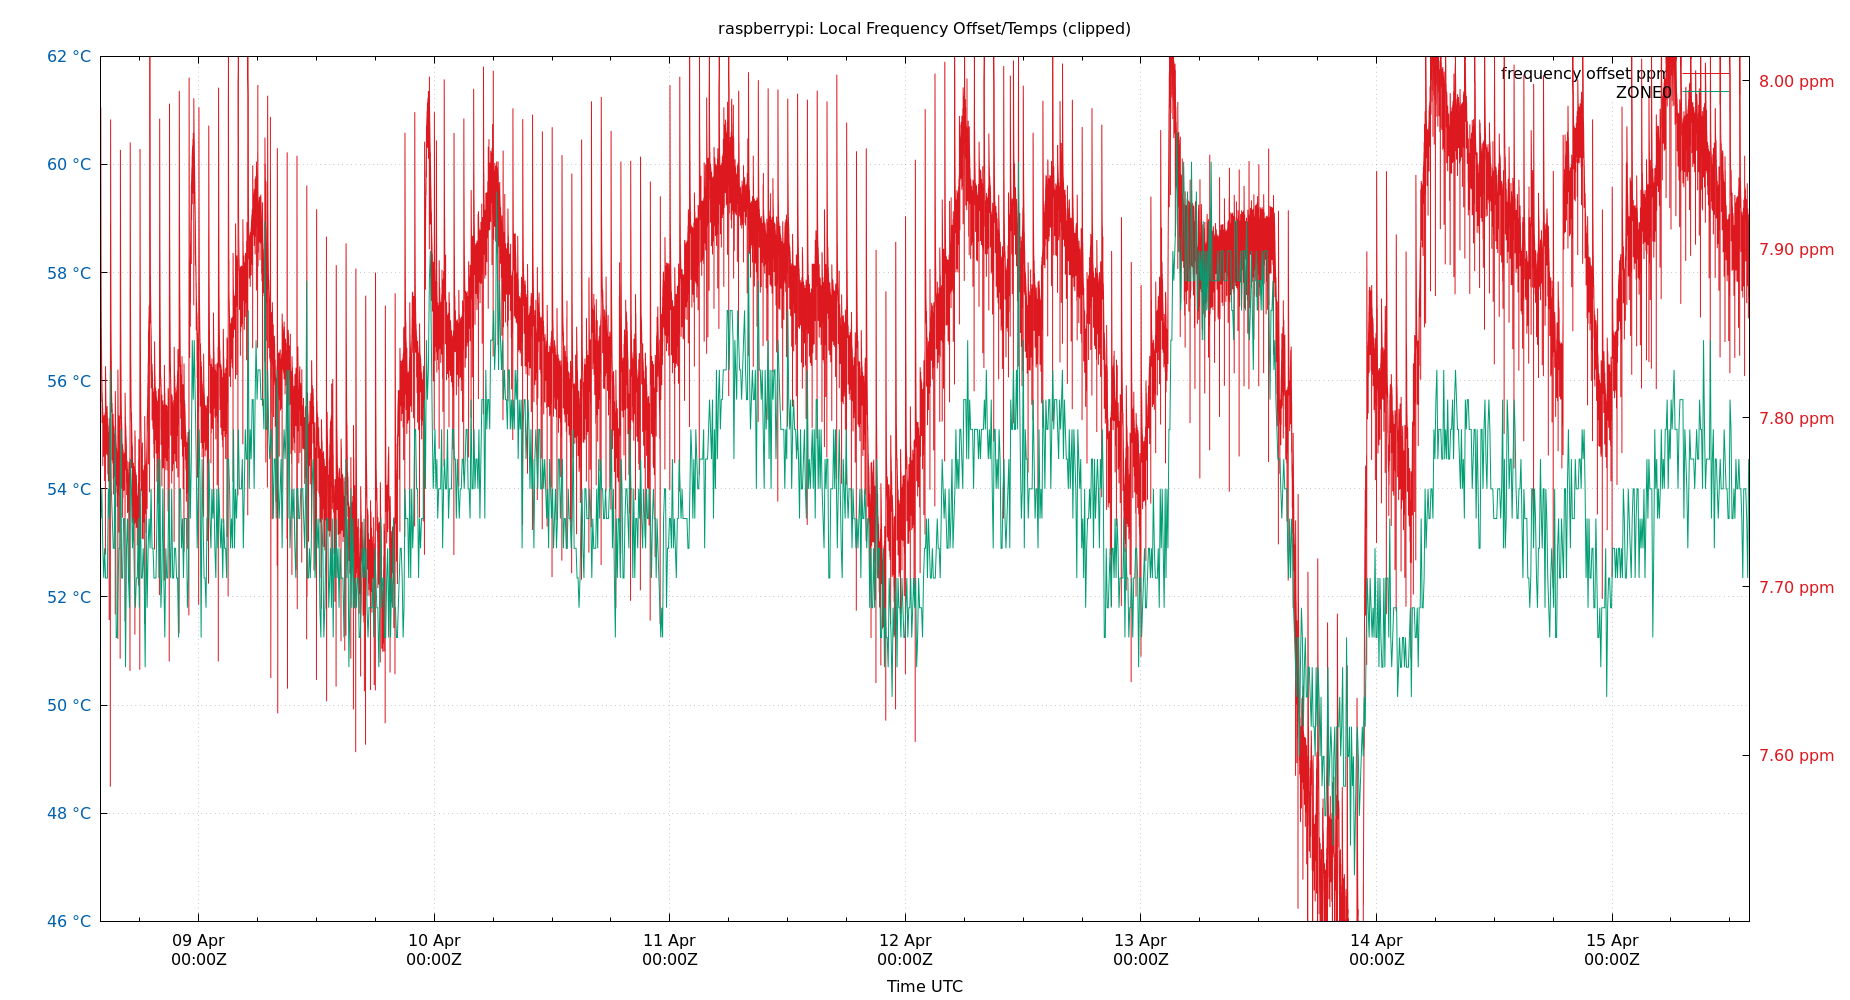 raspberrypi: Local Frequency Offset/Temps (clipped)
62 °C
60 °C
58 °C
56 °C
54 °C
52 °C
50 °C
48 °C
46 °C
frequency offset ppm
ZONE0
8.00 ppm
7.90 ppm
7.80 ppm
7.70 ppm
7.60 ppm
09 Apr
00:00Z
10 Apr
00:00Z
11 Apr
00:00Z
12 Apr
00:00Z
13 Apr
00:00Z
14 Apr
00:00Z
15 Apr
00:00Z
Time UTC